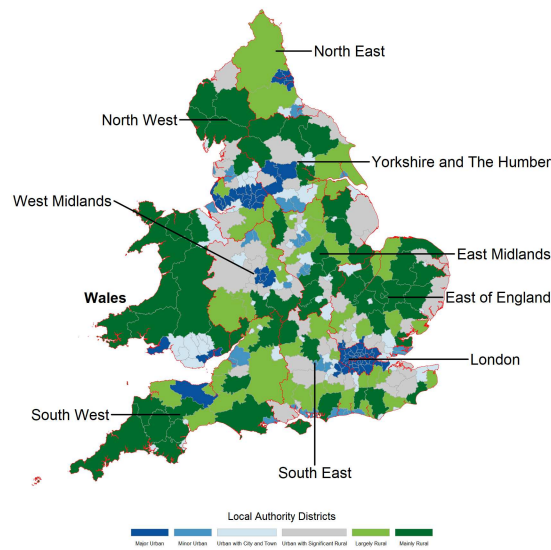 North East
North West
Yorkshire and The Humber
West Midlands
East Midlands
Wales
East of England
London
South West
South East
Local Authority Districts
Major Urban
Minor Urban
Urban with City and Town
Urban with Significant Rural
Largely Rural
Mainly Rural